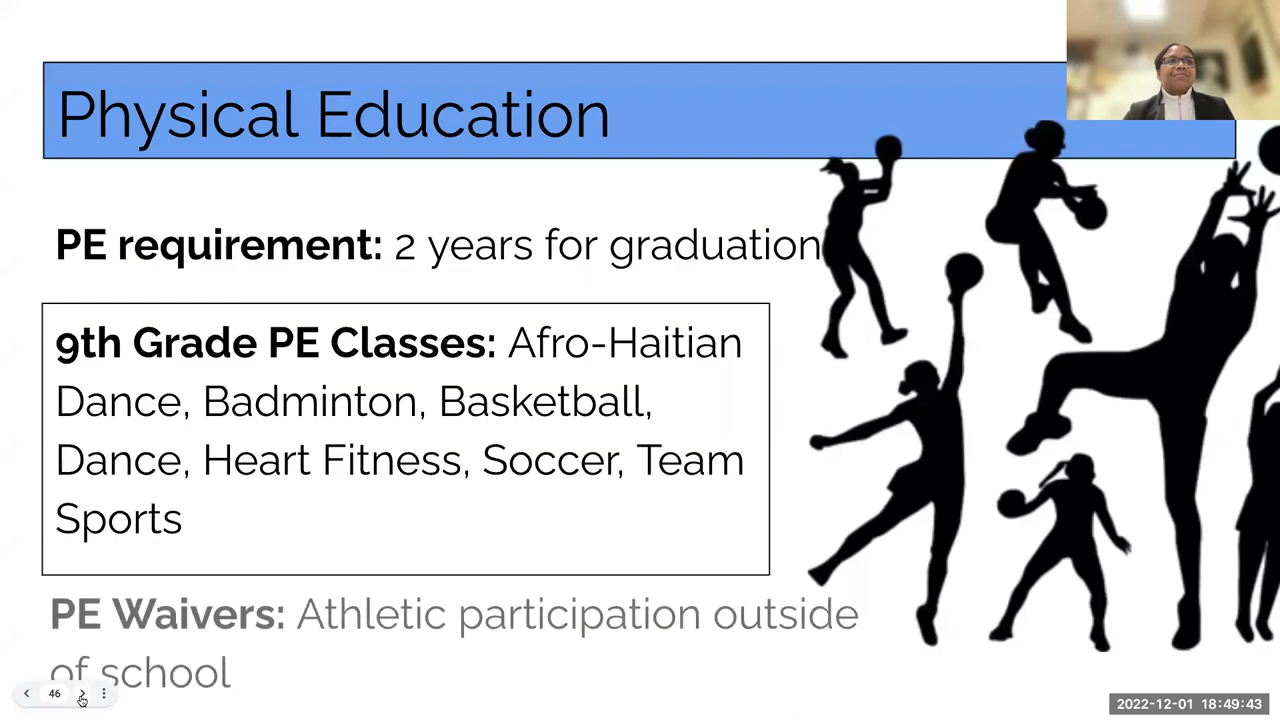 Physical Education
PE requirement: 2 years for graduation
9th Grade PE Classes: Afro-Haitian
Dance, Badminton, Basketball,
Dance, Heart Fitness, Soccer, Team
Sports
PE Waivers: Athletic participation outside
of school
46
2022-12-01 18:49:43